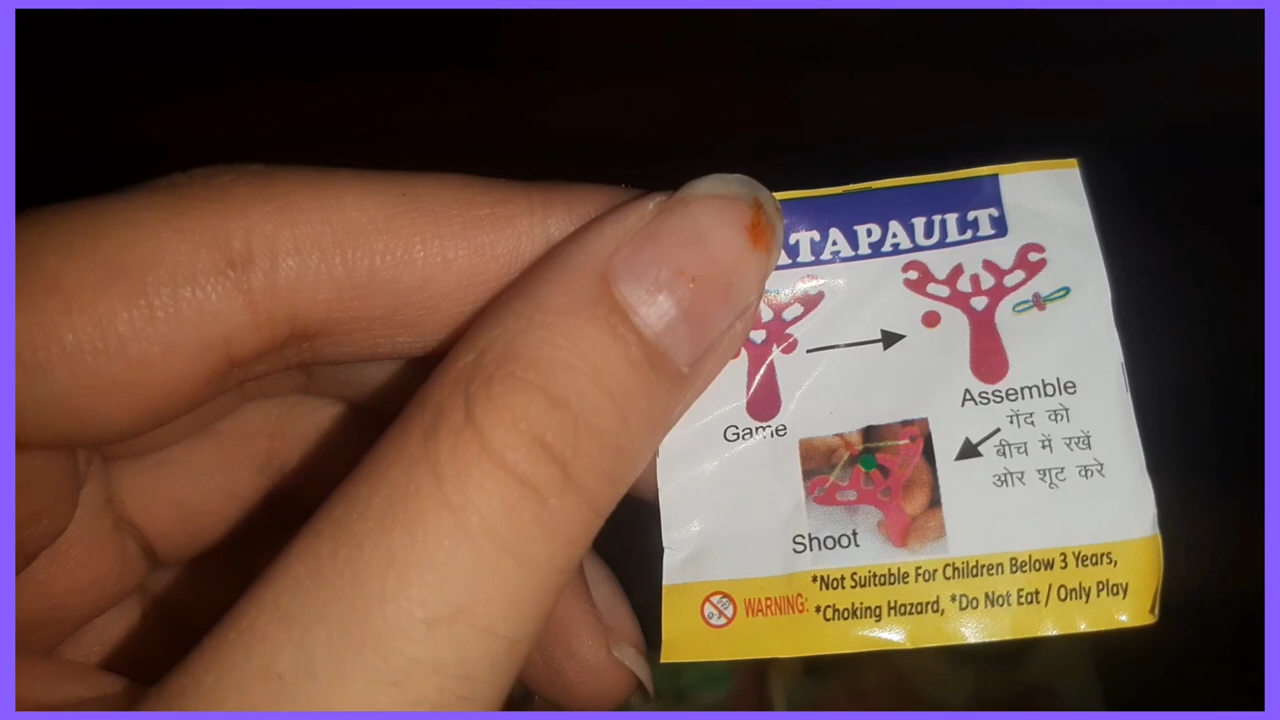 ATAPAULT
Game
Assemble
गेंद को
बीच में रखें
ओर शूट करे
Shoot
WARNING: *Not Suitable For Children Below 3 Years,
*Choking Hazard, *Do Not Eat / Only Play